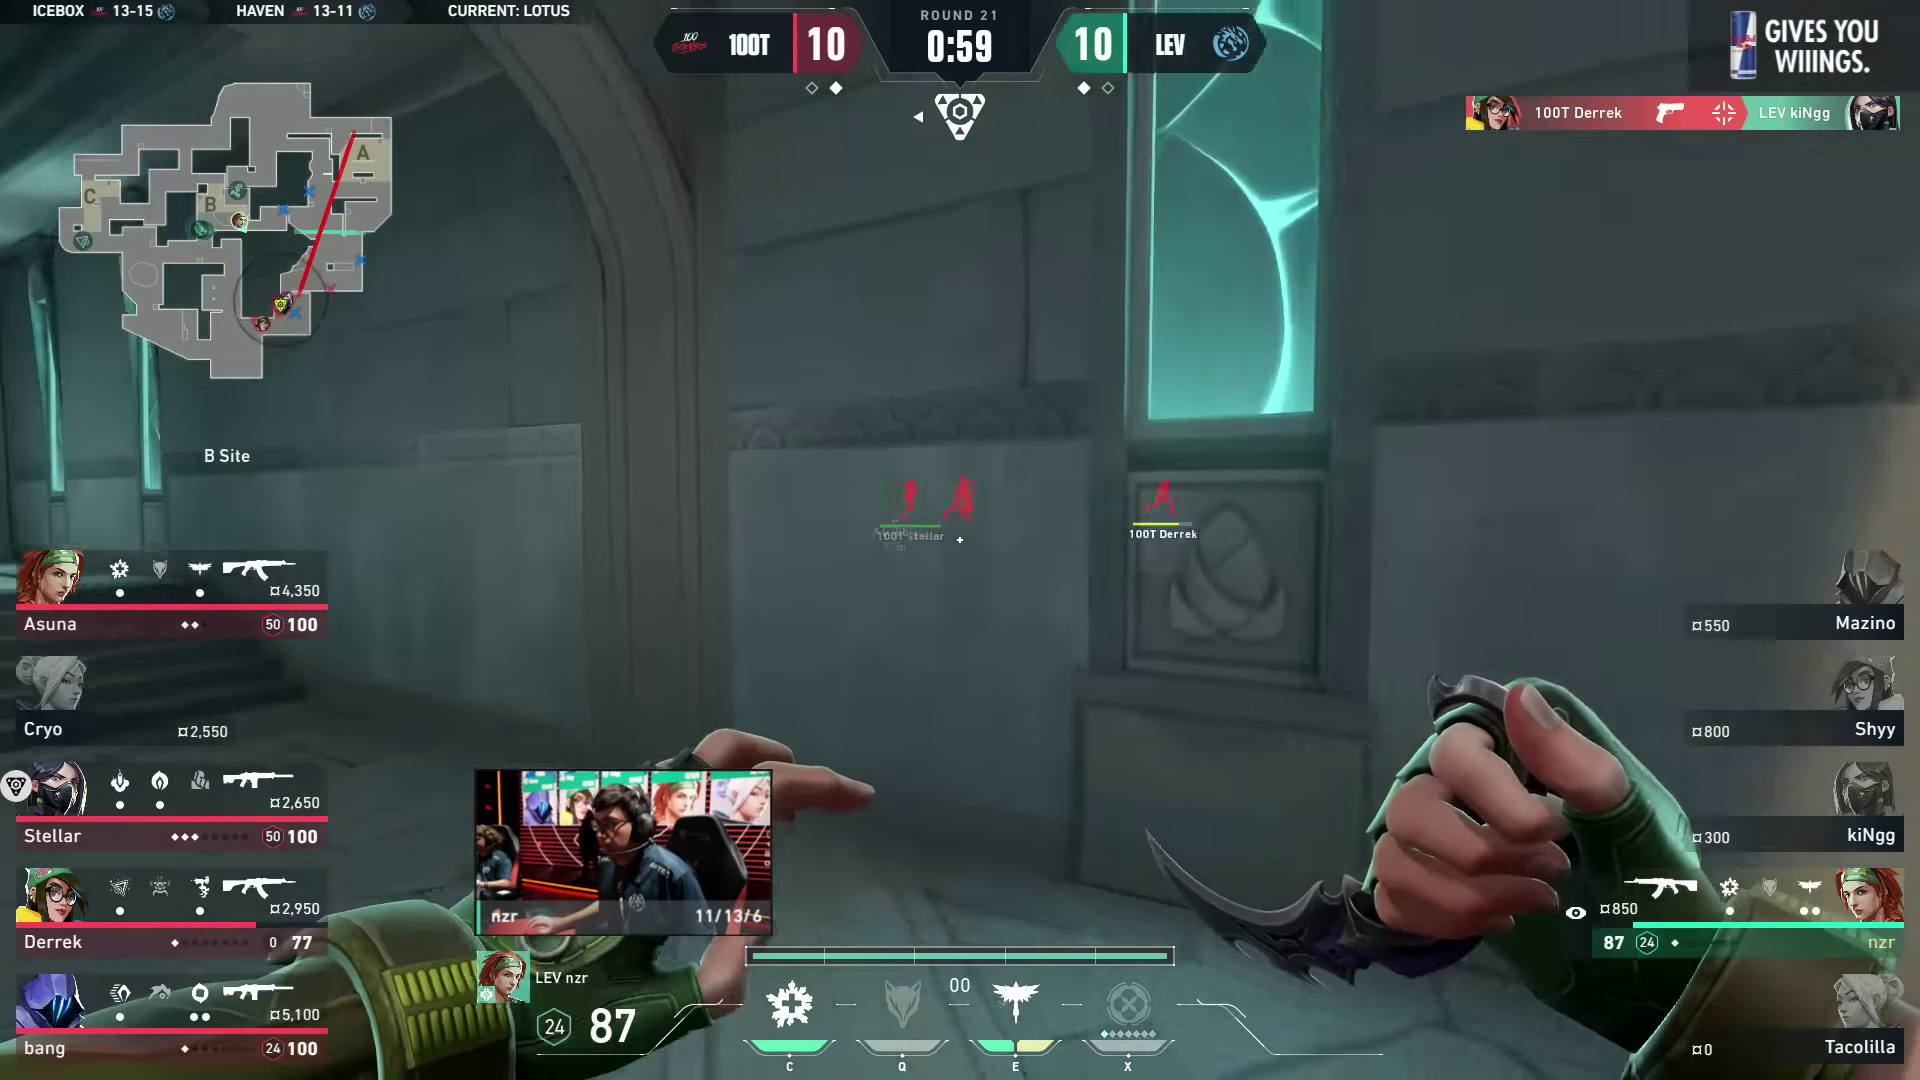 ICEBOX 13-15 HAVEN 13-11 CURRENT: LOTUS
100T 10 ROUND 21 0:59 10 LEV
100
GIVES YOU
WIIINGS.
100T Derrek LEV kiNgg
A
C
B
B Site
100T Stellar
100T Derrek
4,350
Asuna 50 100
Cryo 2,550
2,650
Stellar 50 100
2,950
Derrek 0 77
5,100
bang 24 100
550 Mazino
800 Shyy
300 kiNgg
850
87 24 nzr
0 Tacolilla
nzr 11/13/6
LEV nzr
24 87
00
C Q E X